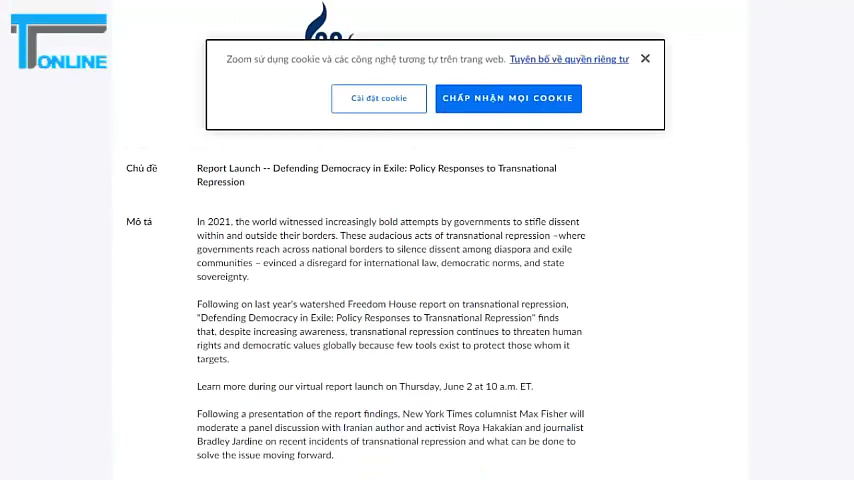 ONLINE
Zoom sử dụng cookie và các công nghệ tương tự trên trang web. Tuyên bố về quyền riêng tư
Cài đặt cookie
CHẤP NHẬN MỌI COOKIE
Chủ đề
Report Launch -- Defending Democracy in Exile: Policy Responses to Transnational
Repression
Mô tả
In 2021, the world witnessed increasingly bold attempts by governments to stifle dissent
within and outside their borders. These audacious acts of transnational repression –where
governments reach across national borders to silence dissent among diaspora and exile
communities – evinced a disregard for international law, democratic norms, and state
sovereignty.
Following on last year's watershed Freedom House report on transnational repression,
"Defending Democracy in Exile: Policy Responses to Transnational Repression" finds
that, despite increasing awareness, transnational repression continues to threaten human
rights and democratic values globally because few tools exist to protect those whom it
targets.
Learn more during our virtual report launch on Thursday, June 2 at 10 a.m. ET.
Following a presentation of the report findings, New York Times columnist Max Fisher will
moderate a panel discussion with Iranian author and activist Roya Hakakian and journalist
Bradley Jardine on recent incidents of transnational repression and what can be done to
solve the issue moving forward.